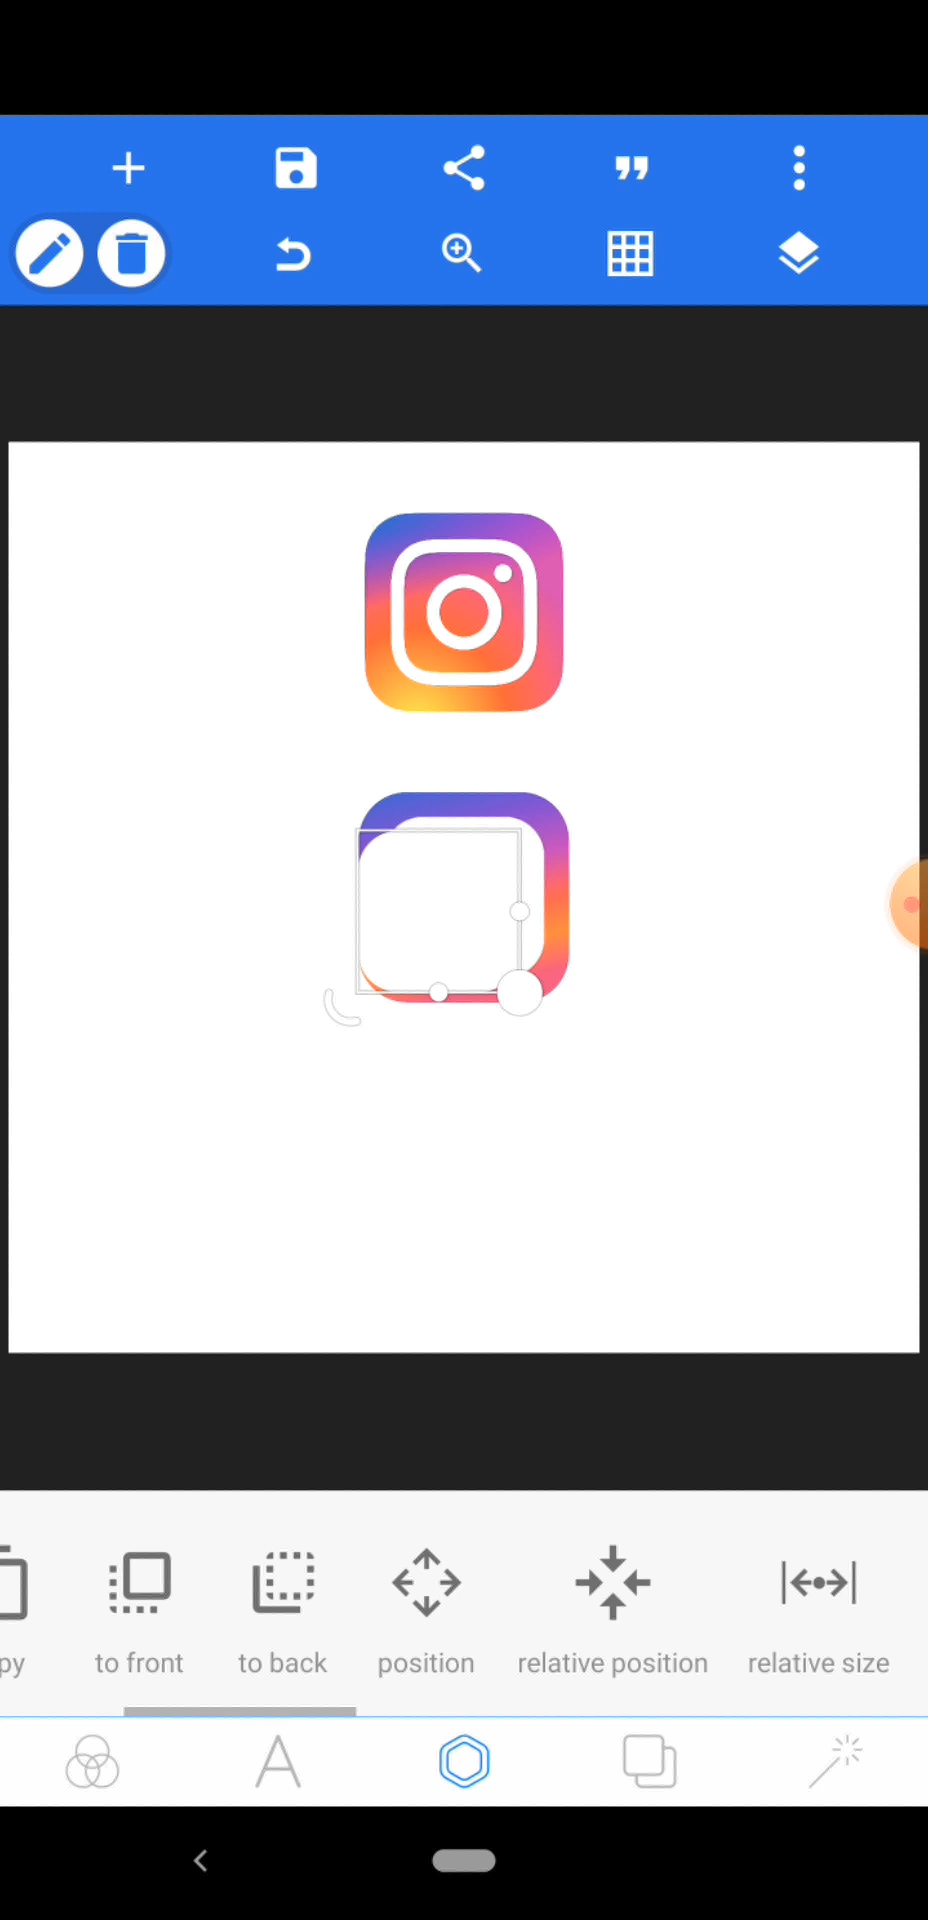 py
to front
to back
position
relative position
relative size